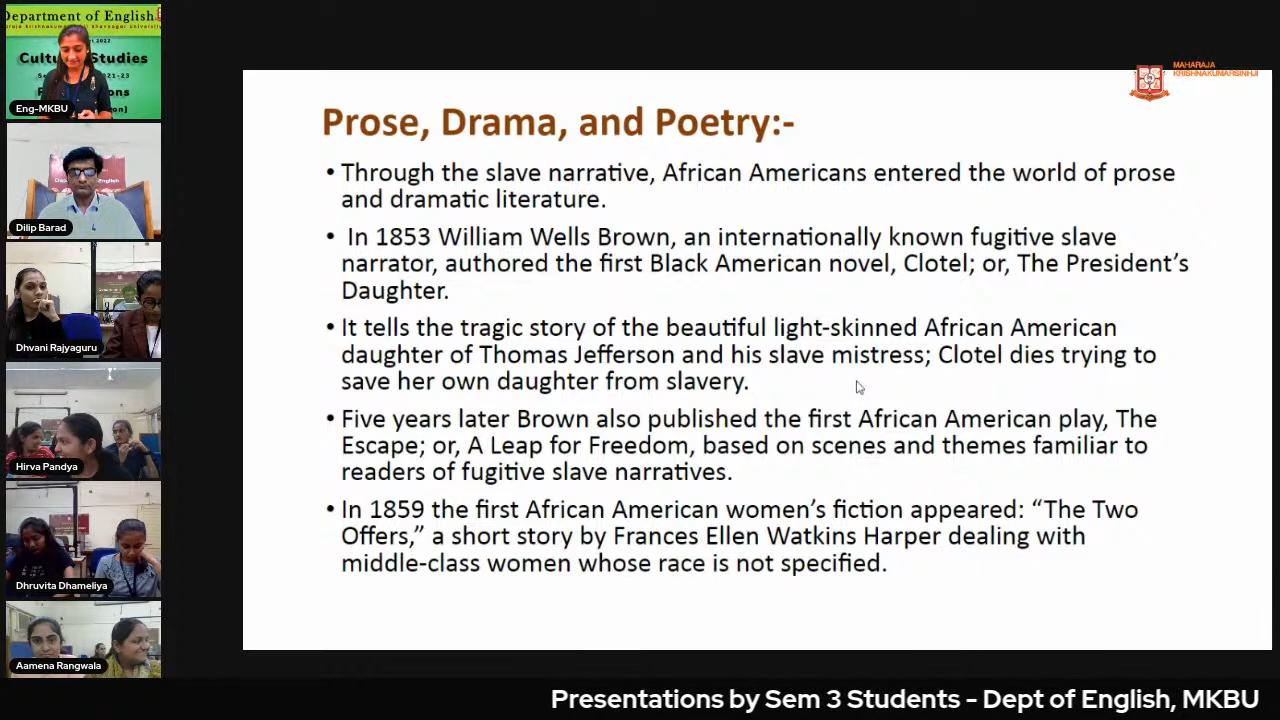 Department of English
Krishnakumar
2022
Cultu Studies
21-23
ons
on]
Eng-MKBU
Dilip Barad
Dhvani Rajyaguru
Hirva Pandya
Dhruvita Dhameliya
Aamena Rangwala
MAHARAJA
KRISHNAKUMARSINHJI
Prose, Drama, and Poetry:-
• Through the slave narrative, African Americans entered the world of prose
and dramatic literature.
• In 1853 William Wells Brown, an internationally known fugitive slave
narrator, authored the first Black American novel, Clotel; or, The President’s
Daughter.
• It tells the tragic story of the beautiful light-skinned African American
daughter of Thomas Jefferson and his slave mistress; Clotel dies trying to
save her own daughter from slavery.
• Five years later Brown also published the first African American play, The
Escape; or, A Leap for Freedom, based on scenes and themes familiar to
readers of fugitive slave narratives.
• In 1859 the first African American women’s fiction appeared: “The Two
Offers,” a short story by Frances Ellen Watkins Harper dealing with
middle-class women whose race is not specified.
Presentations by Sem 3 Students - Dept of English, MKBU